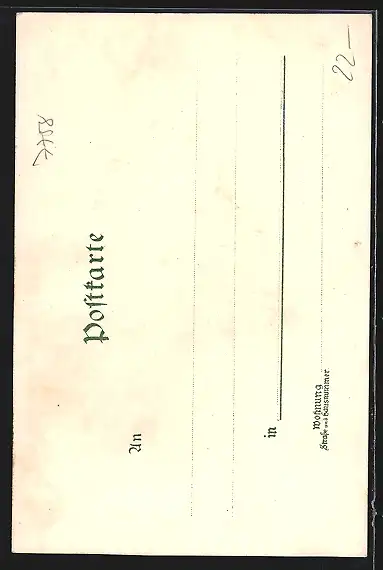 Postkarte
An
in
Wohnung
Straße und Hausnummer
22 —